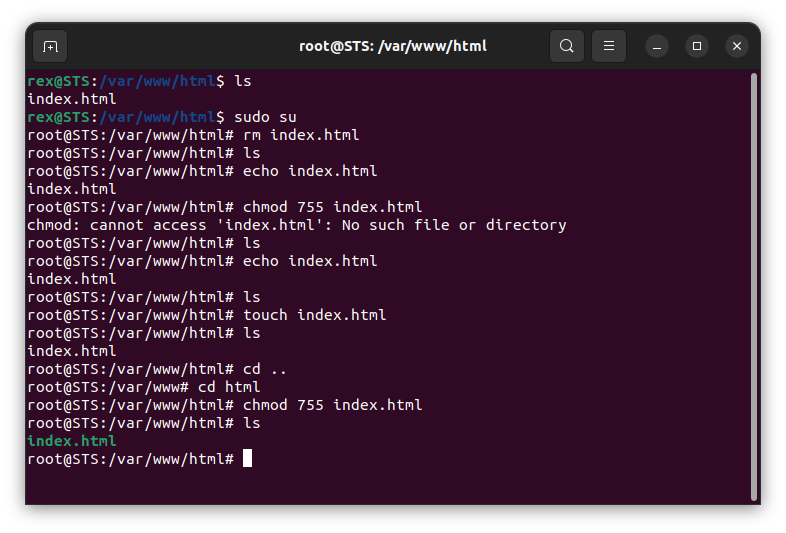 root@STS: /var/www/html
rex@STS:/var/www/html$ ls
index.html
rex@STS:/var/www/html$ sudo su
root@STS:/var/www/html# rm index.html
root@STS:/var/www/html# ls
root@STS:/var/www/html# echo index.html
index.html
root@STS:/var/www/html# chmod 755 index.html
chmod: cannot access 'index.html': No such file or directory
root@STS:/var/www/html# ls
root@STS:/var/www/html# echo index.html
index.html
root@STS:/var/www/html# ls
root@STS:/var/www/html# touch index.html
root@STS:/var/www/html# ls
index.html
root@STS:/var/www/html# cd ..
root@STS:/var/www# cd html
root@STS:/var/www/html# chmod 755 index.html
root@STS:/var/www/html# ls
index.html
root@STS:/var/www/html#